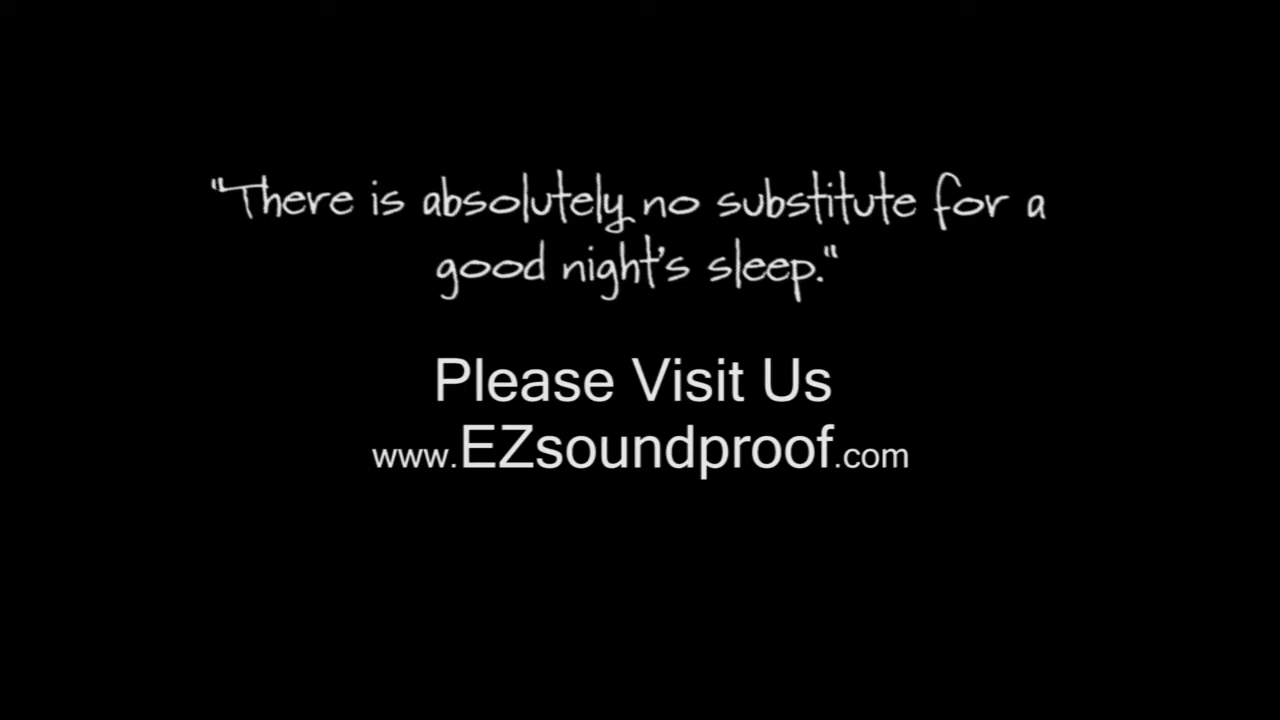 "There is absolutely no substitute for a
good night's sleep."
Please Visit Us
www.EZsoundproof.com